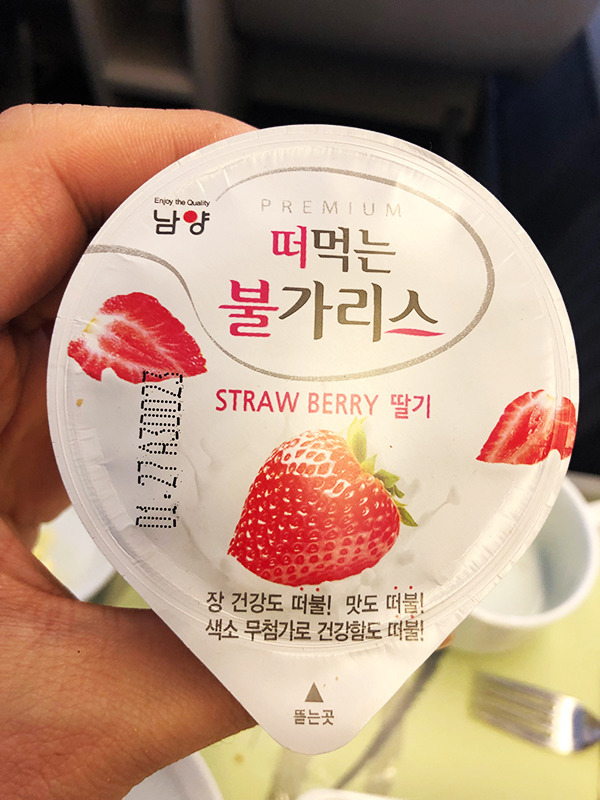 Enjoy the Quality
남양
PREMIUM
떠먹는
불가리스
STRAW BERRY 딸기
01.27A30023
장 건강도 떠불! 맛도 떠불!
색소 무첨가로 건강함도 떠불!
▲
뜯는곳